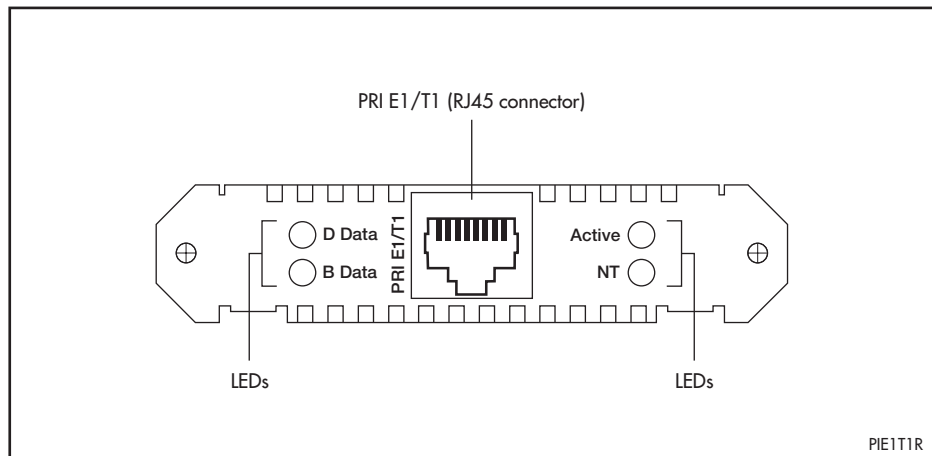 PRI E1/T1 (RJ45 connector)
D Data
B Data
PRI E1/T1
Active
NT
LEDs
LEDs
PIE1T1R